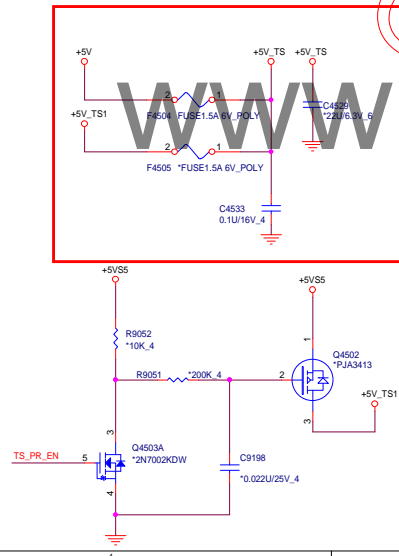 +5V
+5V_TS
+5V_TS
WWW
2
1
F4504
FUSE1.5A 6V_POLY
C4529
*22U/6.3V_6
+5V_TS1
2
1
F4505
*FUSE1.5A 6V_POLY
C4533
0.1U/16V_4
+5VS5
+5VS5
R9052
*10K_4
1
Q4502
*PJA3413
R9051
*200K_4
2
+5V_TS1
3
3
Q4503A
*2N7002KDW
TS_PR_EN
5
4
C9198
*0.022U/25V_4